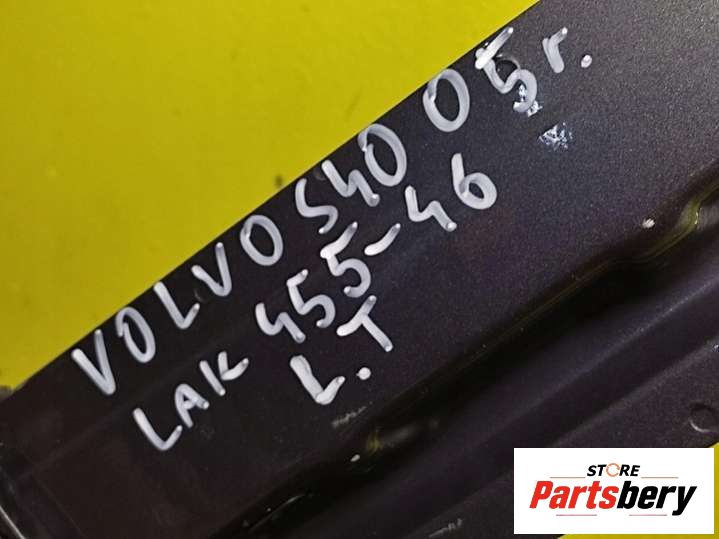 VOLVO S40 05г.
LAK 455-46
L.T
STORE
Partsbery